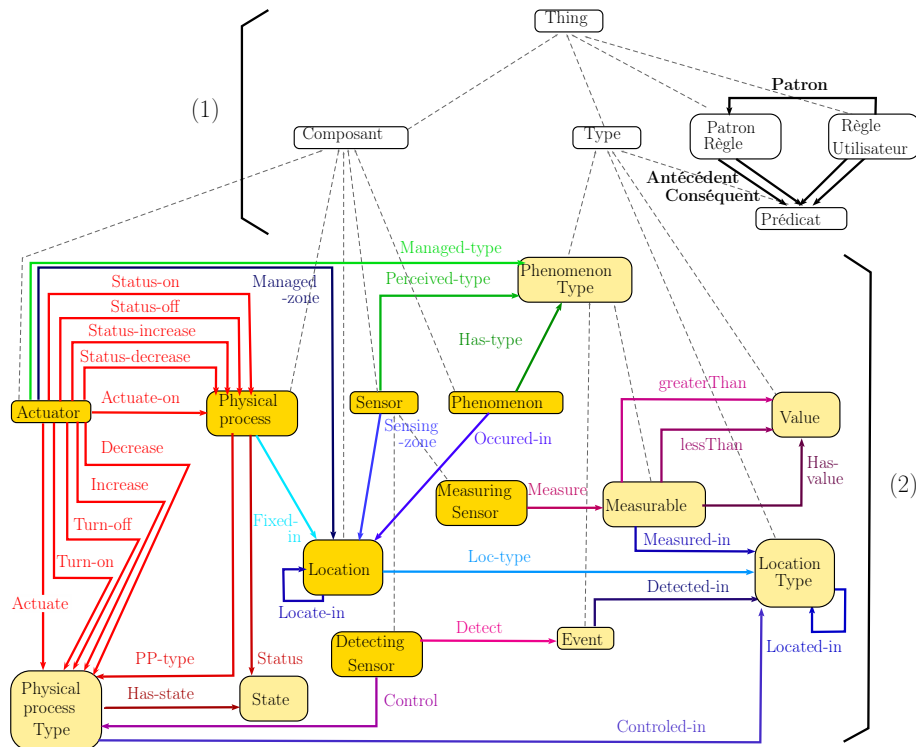 Thing
Patron
(1)
Composant
Type
Patron
Règle
Règle
Utilisateur
Antécédent
Conséquent
Prédicat
Managed-type
Status-on
Managed
-zone
Perceived-type
Phenomenon
Type
Status-off
Status-increase
Has-type
Status-decrease
greaterThan
Actuator
Actuate-on
Physical
process
Sensor
Phenomenon
Value
Sensing
-zone
Occured-in
lessThan
Decrease
Has-
value
Increase
Measuring
Sensor
Measure
Measurable
(2)
Turn-off
Fixed-
in
Measured-in
Turn-on
Location
Loc-type
Location
Type
Actuate
Locate-in
Detected-in
Detecting
Sensor
Detect
Event
Located-in
PP-type
Status
Physical
process
Type
Has-state
State
Control
Controled-in